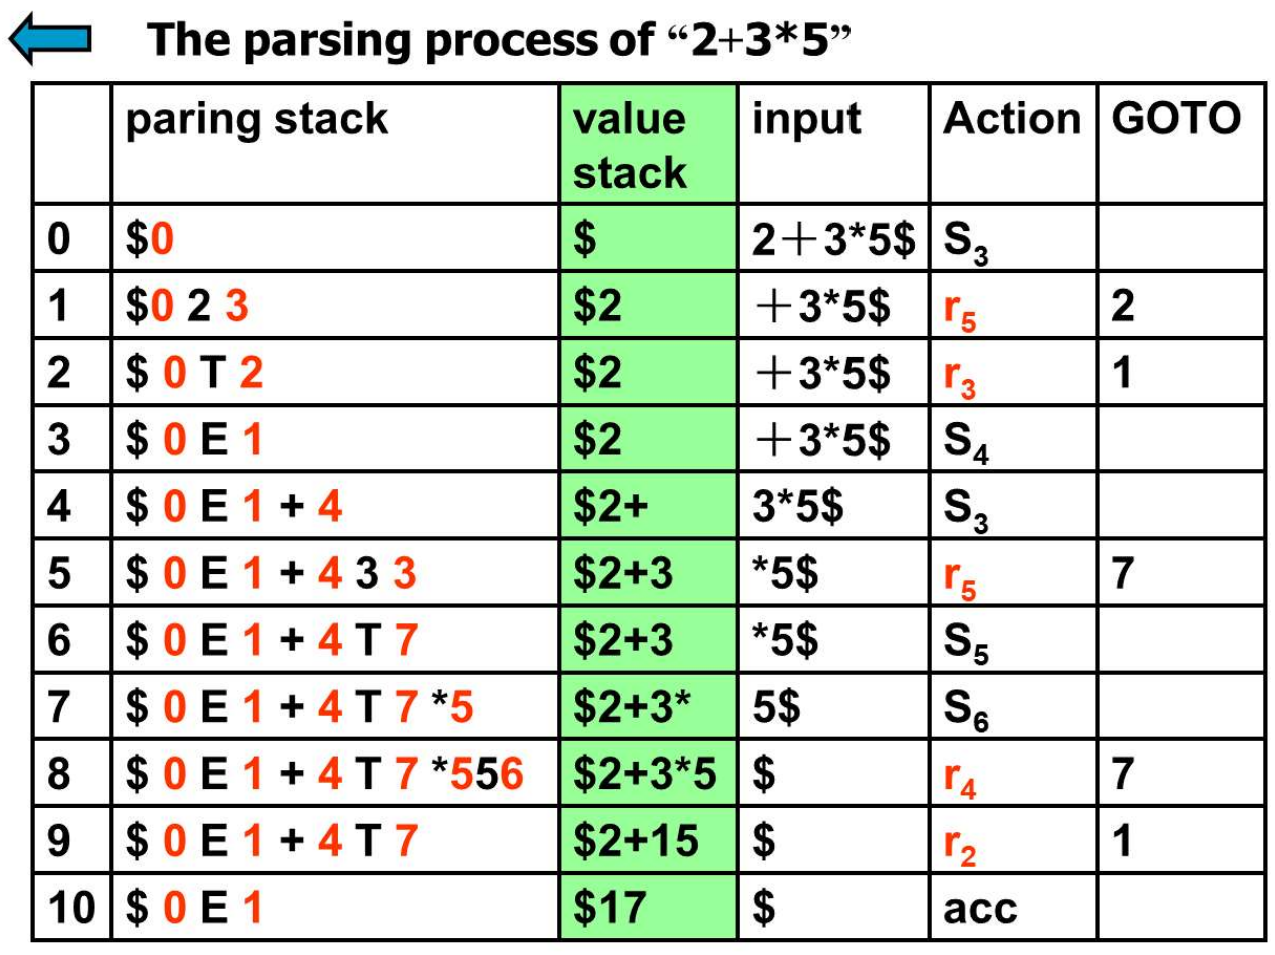 The parsing process of “2+3*5”
paring stack value stack input Action GOTO
0 $0 $ 2+3*5$ S3
1 $0 2 3 $2 +3*5$ r5 2
2 $ 0 T 2 $2 +3*5$ r3 1
3 $ 0 E 1 $2 +3*5$ S4
4 $ 0 E 1 + 4 $2+ 3*5$ S3
5 $ 0 E 1 + 4 3 3 $2+3 *5$ r5 7
6 $ 0 E 1 + 4 T 7 $2+3 *5$ S5
7 $ 0 E 1 + 4 T 7 *5 $2+3* 5$ S6
8 $ 0 E 1 + 4 T 7 *556 $2+3*5 $ r4 7
9 $ 0 E 1 + 4 T 7 $2+15 $ r2 1
10 $ 0 E 1 $17 $ acc